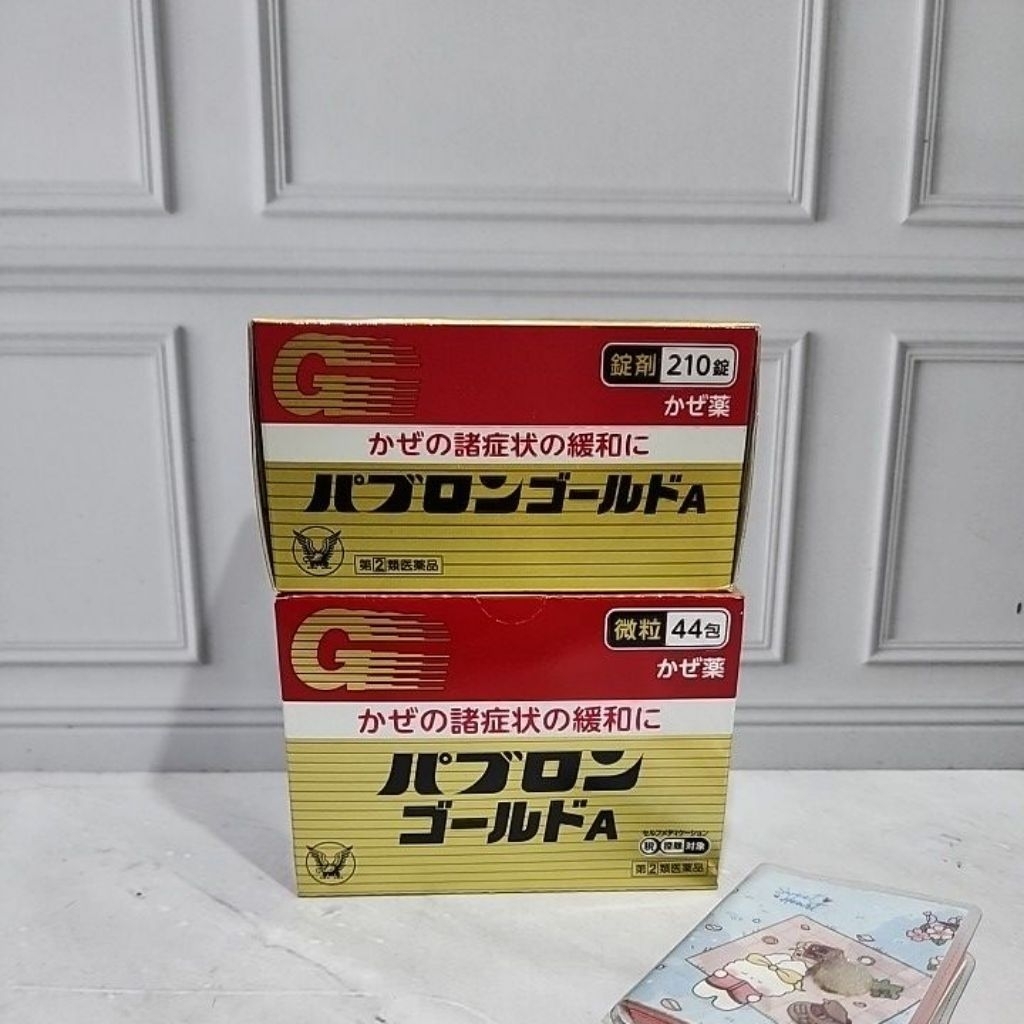 G
錠剤 210錠
かぜ薬
かぜの諸症状の緩和に
パブロンゴールドA
第②類医薬品
G
微粒 44包
かぜ薬
かぜの諸症状の緩和に
パブロン
ゴールドA
セルフメディケーション
税 控除 対象
第②類医薬品